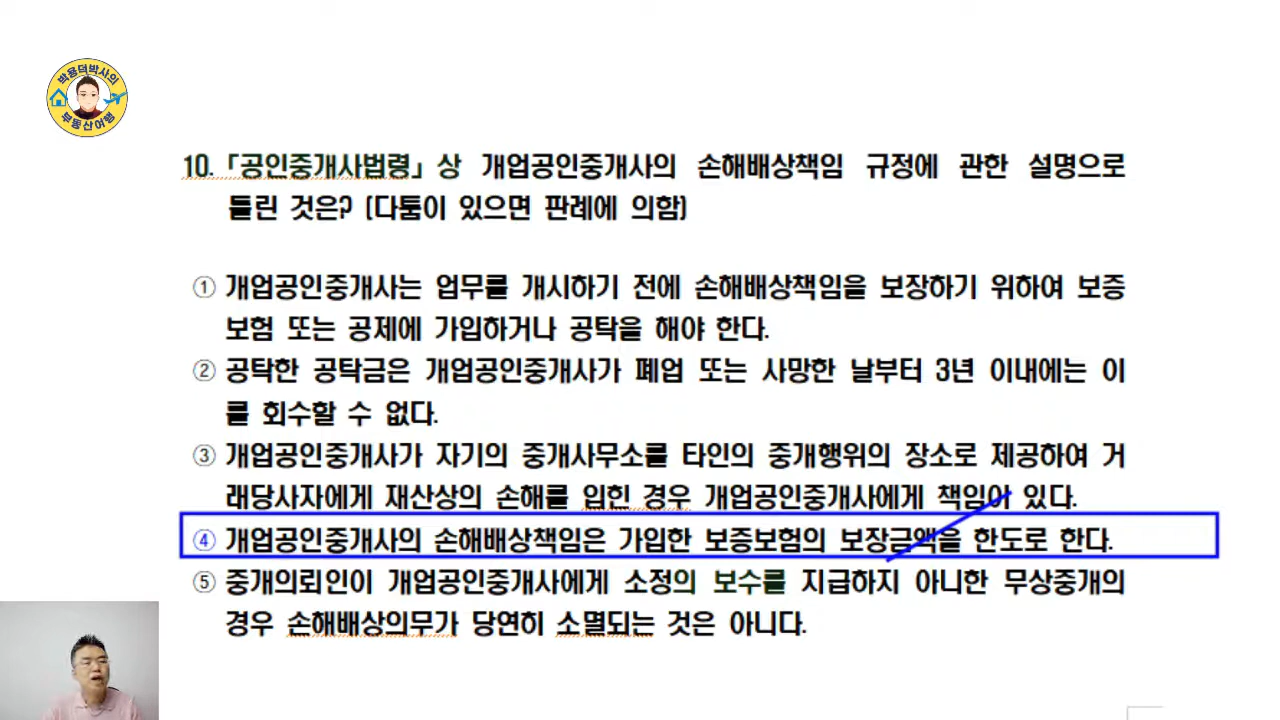 박용덕박사의
부동산여행
10.「공인중개사법령」상 개업공인중개사의 손해배상책임 규정에 관한 설명으로
틀린 것은? (다툼이 있으면 판례에 의함)
① 개업공인중개사는 업무를 개시하기 전에 손해배상책임을 보장하기 위하여 보증
보험 또는 공제에 가입하거나 공탁을 해야 한다.
② 공탁한 공탁금은 개업공인중개사가 폐업 또는 사망한 날부터 3년 이내에는 이
를 회수할 수 없다.
③ 개업공인중개사가 자기의 중개사무소를 타인의 중개행위의 장소로 제공하여 거
래당사자에게 재산상의 손해를 입힌 경우 개업공인중개사에게 책임이 있다.
④ 개업공인중개사의 손해배상책임은 가입한 보증보험의 보장금액을 한도로 한다.
⑤ 중개의뢰인이 개업공인중개사에게 소정의 보수를 지급하지 아니한 무상중개의
경우 손해배상의무가 당연히 소멸되는 것은 아니다.